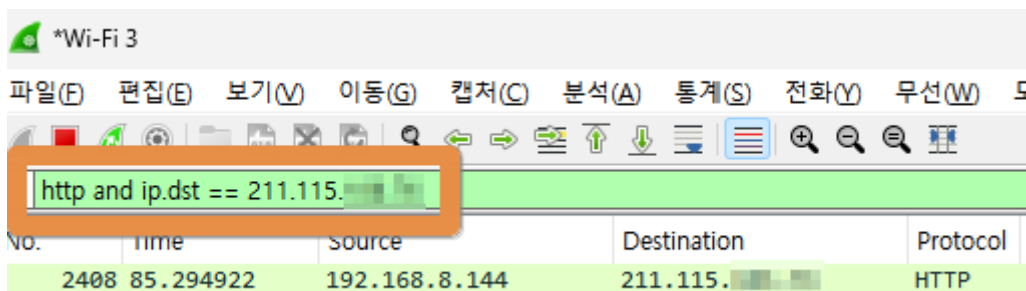 *Wi-Fi 3
파일(F) 편집(E) 보기(V) 이동(G) 캡처(C) 분석(A) 통계(S) 전화(Y) 무선(W)
http and ip.dst == 211.115.
No. Time Source Destination Protocol
2408 85.294922 192.168.8.144 211.115. HTTP